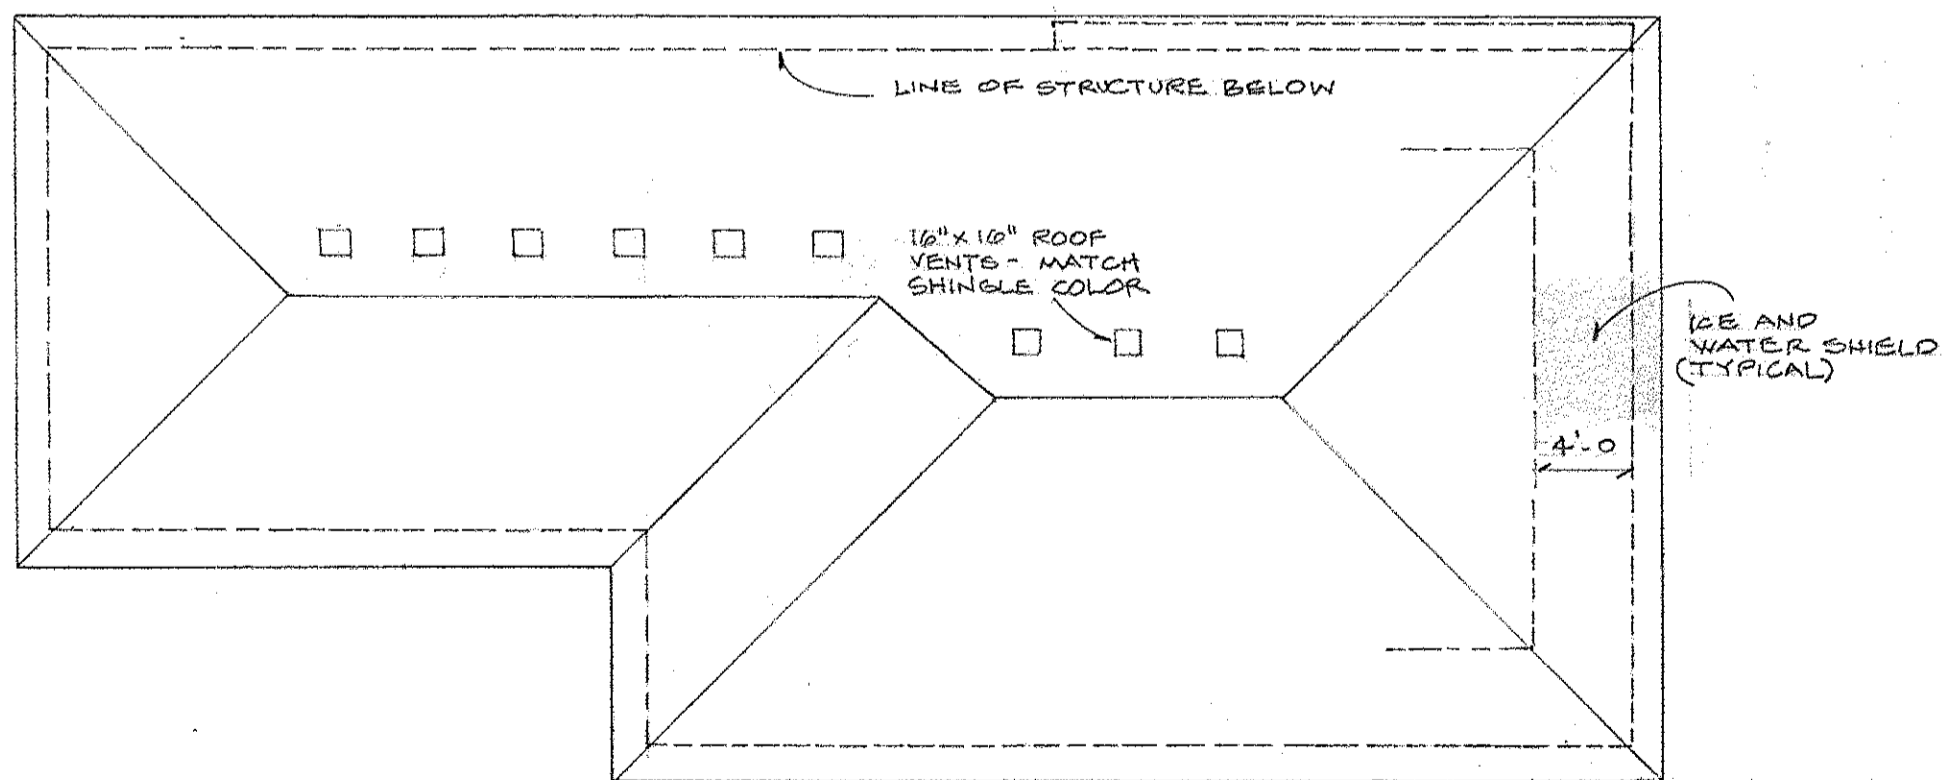 LINE OF STRUCTURE BELOW
16"x16" ROOF
VENTS - MATCH
SHINGLE COLOR
ICE AND
WATER SHIELD
(TYPICAL)
4'-0